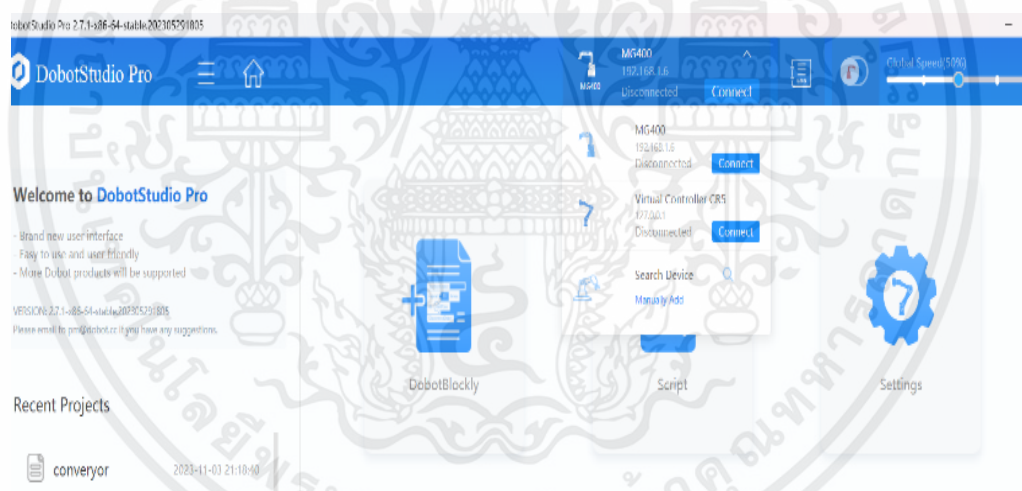 DobotStudio Pro 2.7.1-x86-64-stable.202305291805
DobotStudio Pro
MG400
MG400
192.168.1.6
Disconnected
Connect
Global Speed(50%)
MG400
192.168.1.6
Disconnected
Connect
Virtual Controller CR5
127.0.0.1
Disconnected
Connect
Search Device
Manually Add
Welcome to DobotStudio Pro
- Brand new user interface
- Easy to use and user friendly
- More Dobot products will be supported
VERSION: 2.7.1-x86-64-stable.202305291805
Please email to pm@dobot.cc if you have any suggestions.
DobotBlockly
Script
Settings
Recent Projects
converyor
2023-11-03 21:18:40